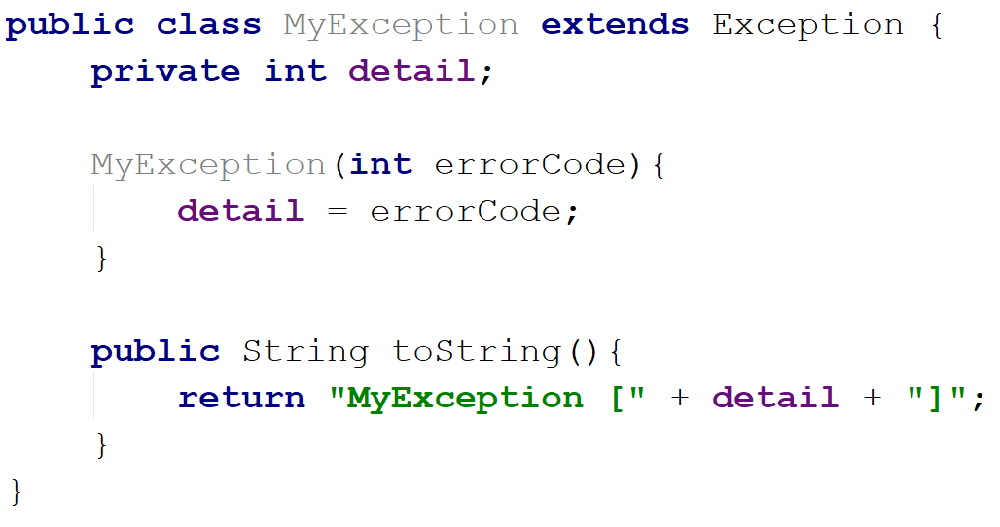 public class MyException extends Exception {
    private int detail;

    MyException(int errorCode){
        detail = errorCode;
    }

    public String toString(){
        return "MyException [" + detail + "]";
    }
}